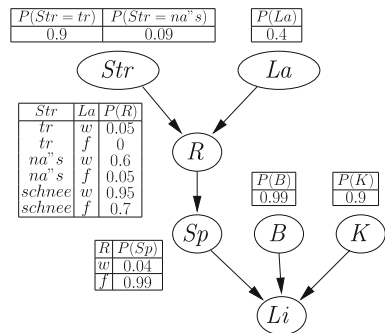 P(Str = tr) P(Str = na"s)
0.9 0.09
P(La)
0.4
Str
La
Str La P(R)
tr w 0.05
tr f 0
na"s w 0.6
na"s f 0.05
schnee w 0.95
schnee f 0.7
R
P(B)
0.99
P(K)
0.9
R P(Sp)
w 0.04
f 0.99
Sp
B
K
Li